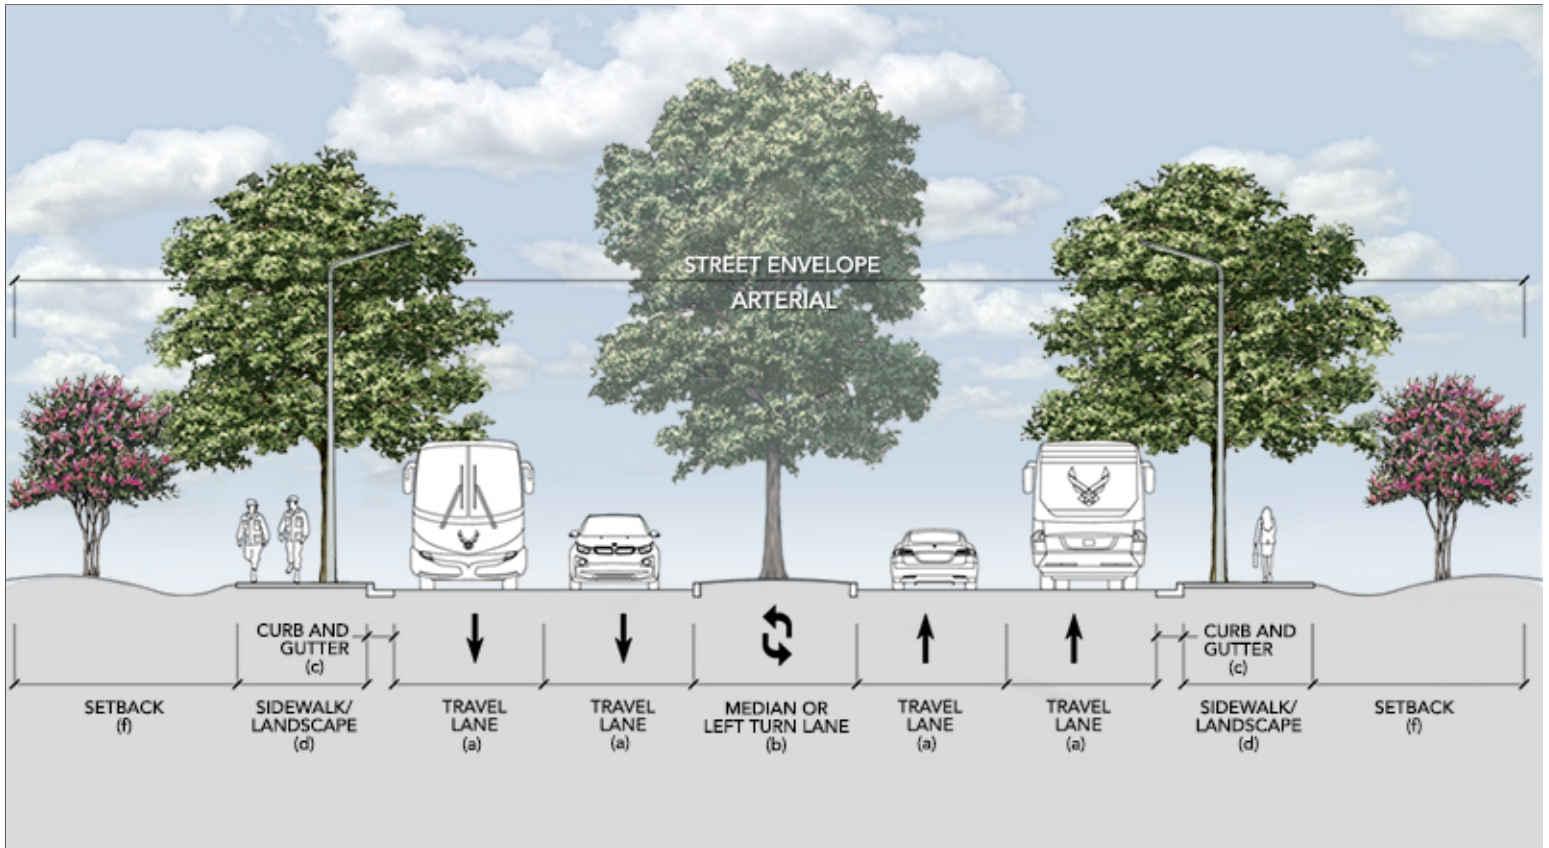 STREET ENVELOPE
ARTERIAL
CURB AND
GUTTER
(c)
CURB AND
GUTTER
(c)
SETBACK
(f)
SIDEWALK/
LANDSCAPE
(d)
TRAVEL
LANE
(a)
TRAVEL
LANE
(a)
MEDIAN OR
LEFT TURN LANE
(b)
TRAVEL
LANE
(a)
TRAVEL
LANE
(a)
SIDEWALK/
LANDSCAPE
(d)
SETBACK
(f)